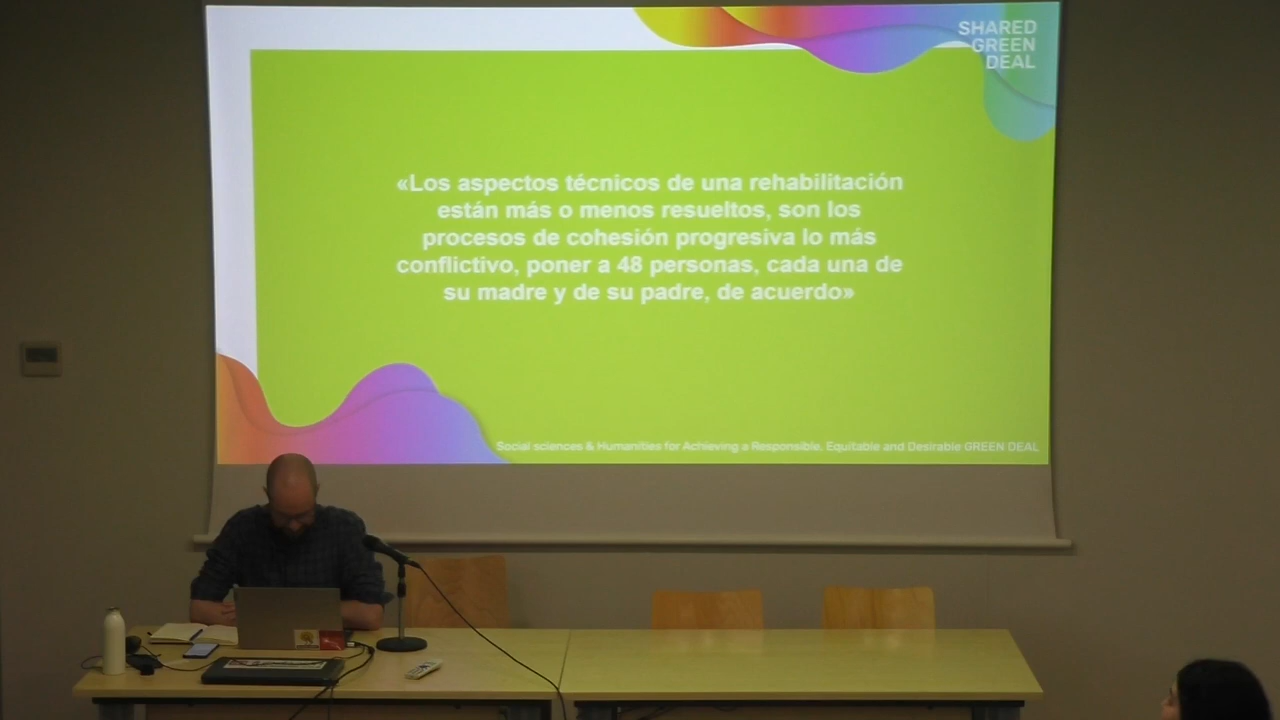 SHARED
GREEN
DEAL
«Los aspectos técnicos de una rehabilitación
están más o menos resueltos, son los
procesos de cohesión progresiva lo más
conflictivo, poner a 48 personas, cada una de
su madre y de su padre, de acuerdo»
Social sciences & Humanities for Achieving a Responsible, Equitable and Desirable GREEN DEAL